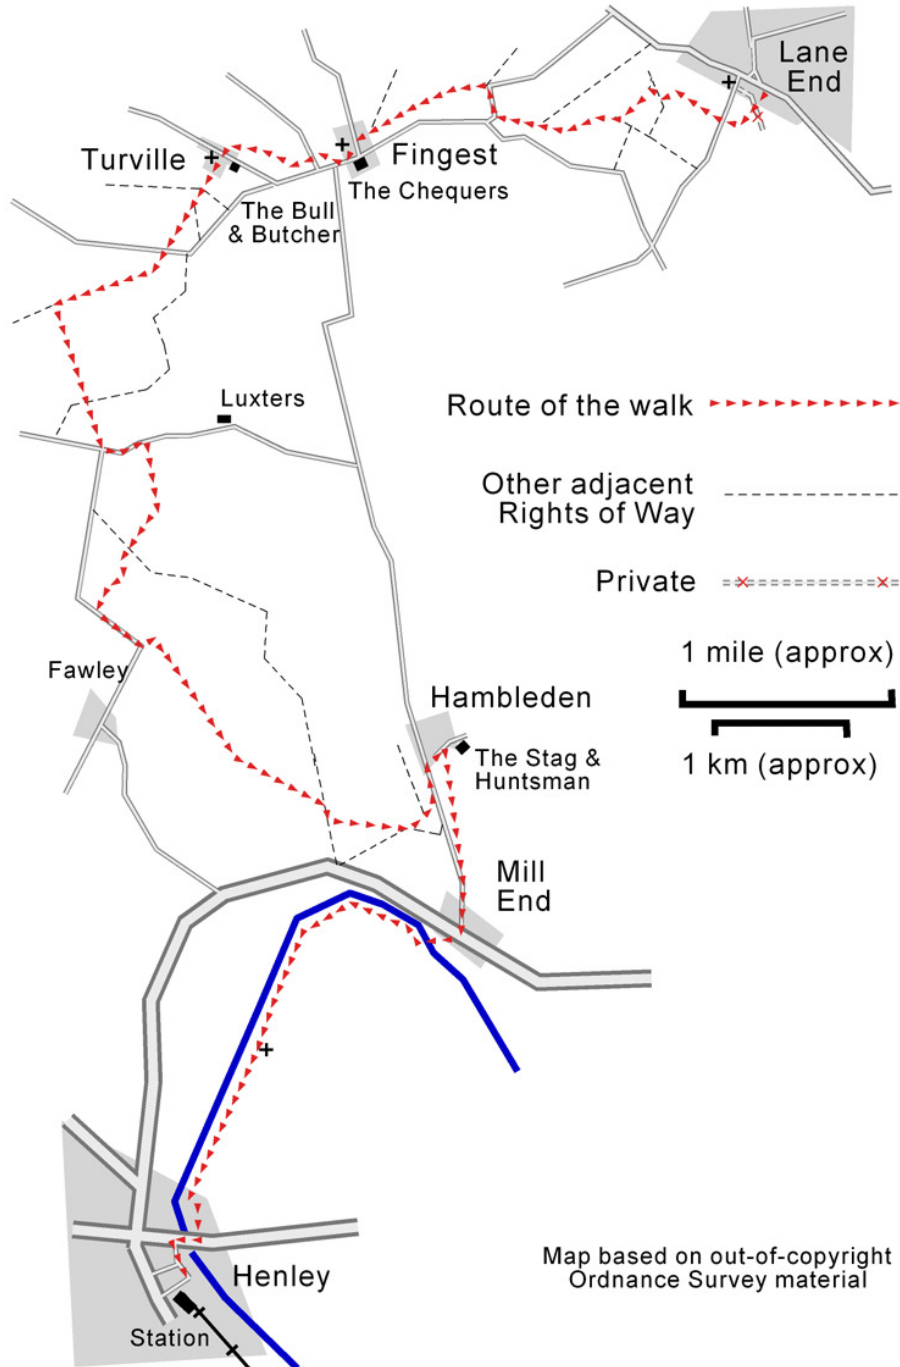 Lane
End
Turville
Fingest
The Chequers
The Bull
& Butcher
Luxters
Route of the walk
Other adjacent
Rights of Way
Private
1 mile (approx)
1 km (approx)
Fawley
Hambleden
The Stag &
Huntsman
Mill
End
Henley
Station
Map based on out-of-copyright
Ordnance Survey material